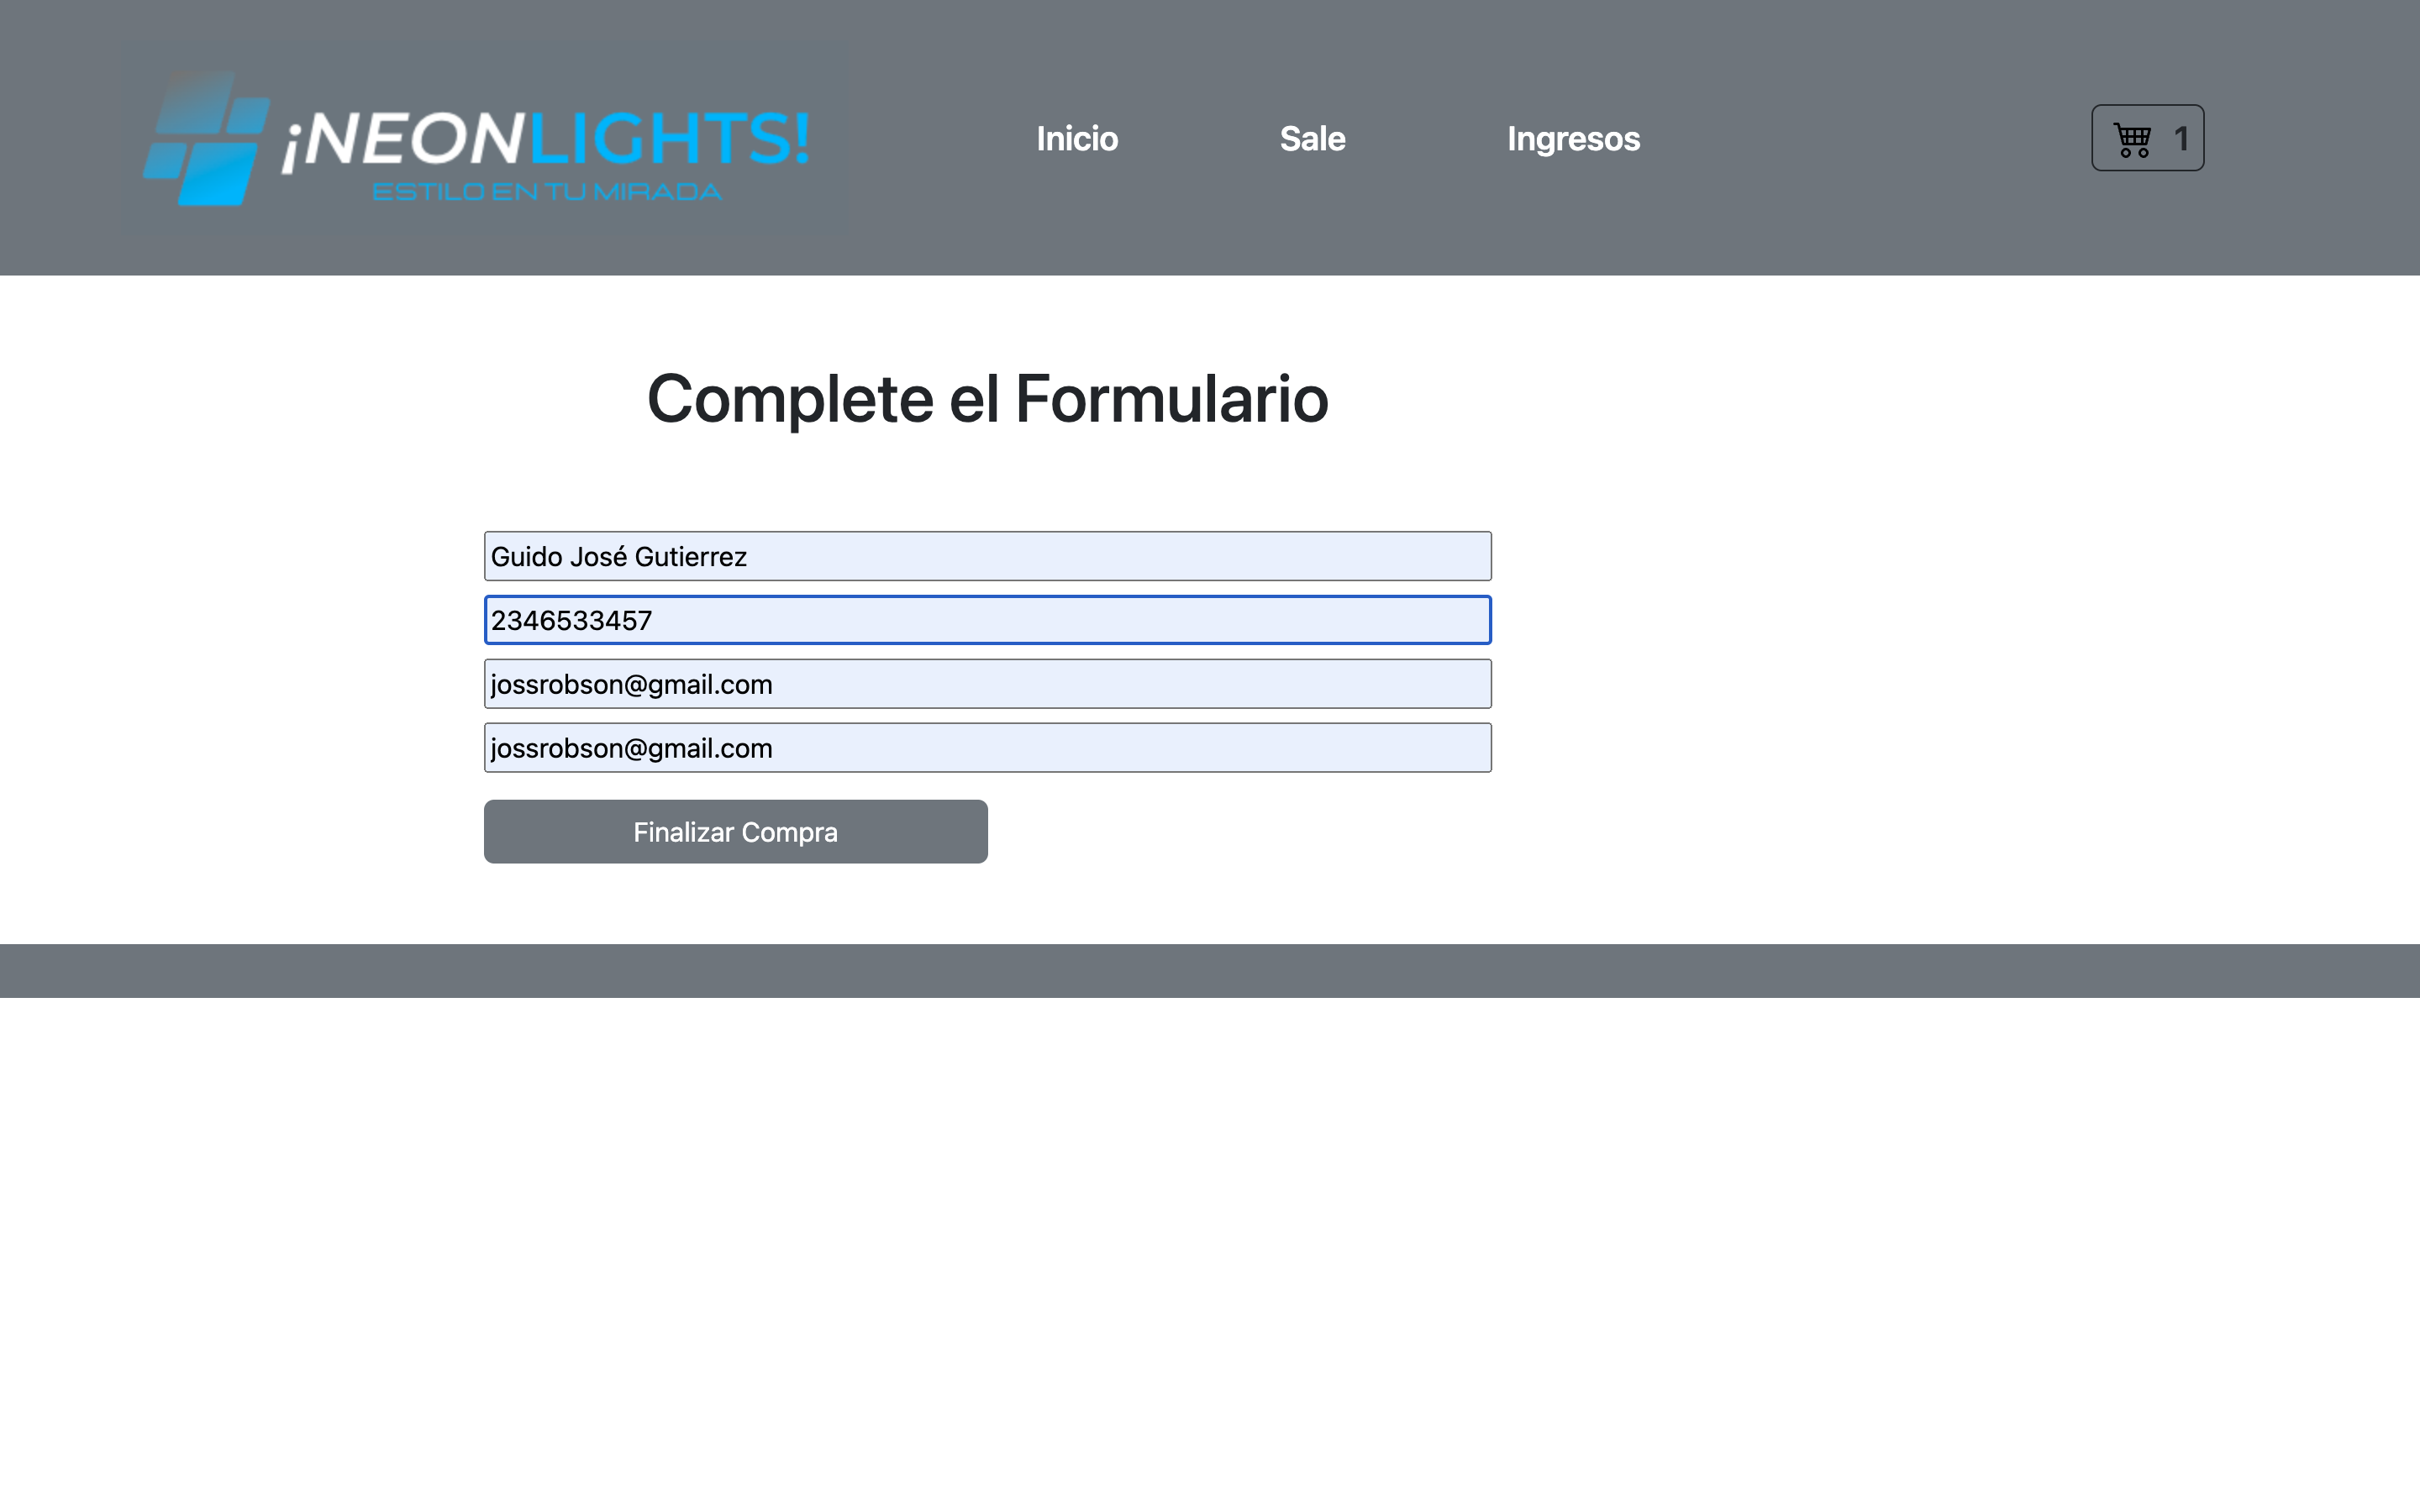 ¡NEONLIGHTS!
ESTILO EN TU MIRADA
Inicio
Sale
Ingresos
1
Complete el Formulario
Guido José Gutierrez
2346533457
jossrobson@gmail.com
jossrobson@gmail.com
Finalizar Compra